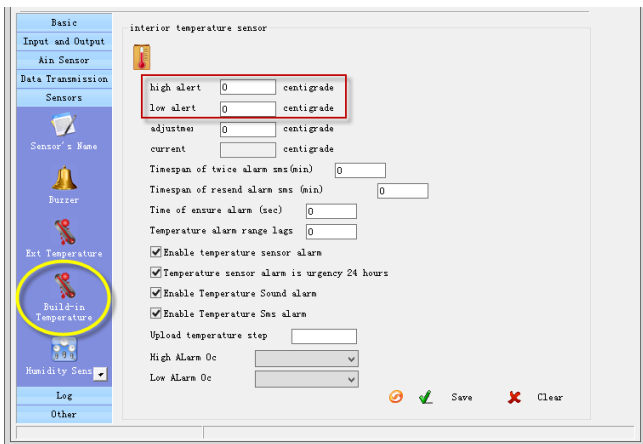 Basic
Input and Output
Ain Sensor
Data Transmission
Sensors
Sensor's Name
Buzzer
Ext Temperature
Build-in
Temperature
Humidity Sens
Log
Other
interior temperature sensor
high alert 0 centigrade
low alert 0 centigrade
adjustmen 0 centigrade
current centigrade
Timespan of twice alarm sms(min) 0
Timespan of resend alarm sms (min) 0
Time of ensure alarm (sec) 0
Temperature alarm range lags 0
Enable temperature sensor alarm
Temperature sensor alarm is urgency 24 hours
Enable Temperature Sound alarm
Enable Temperature Sms alarm
Upload temperature step
High ALarm Oc
Low ALarm Oc
Save Clear